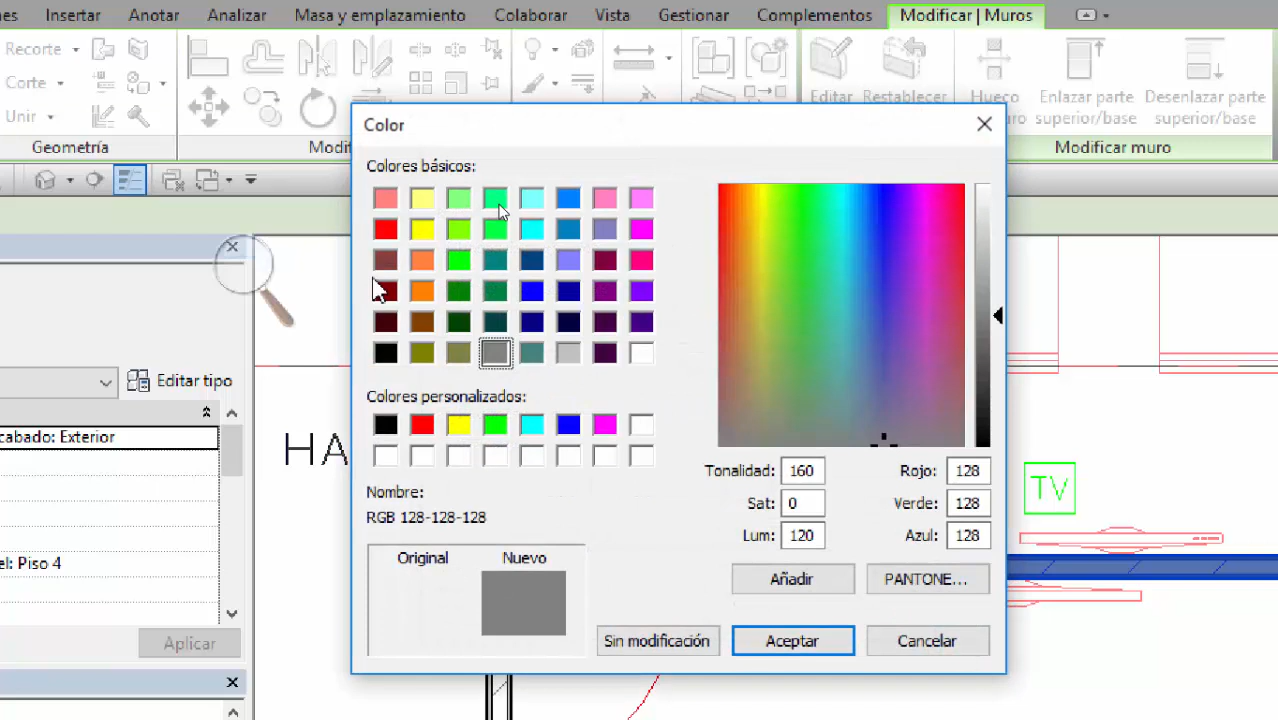 nes Insertar Anotar Analizar Masa y emplazamiento Colaborar Vista Gestionar Complementos Modificar | Muros
Recorte
Corte
Unir
Editar Restablecer Hueco Enlazar parte Desenlazar parte
superior/base superior/base
Geometría Modificar muro
Color
Colores básicos:
Editar tipo
cabado: Exterior
el: Piso 4
Aplicar
HA
Colores personalizados:
Nombre:
RGB 128-128-128
Original Nuevo
Tonalidad: 160 Rojo: 128
Sat: 0 Verde: 128
Lum: 120 Azul: 128
Añadir PANTONE...
Sin modificación Aceptar Cancelar
TV